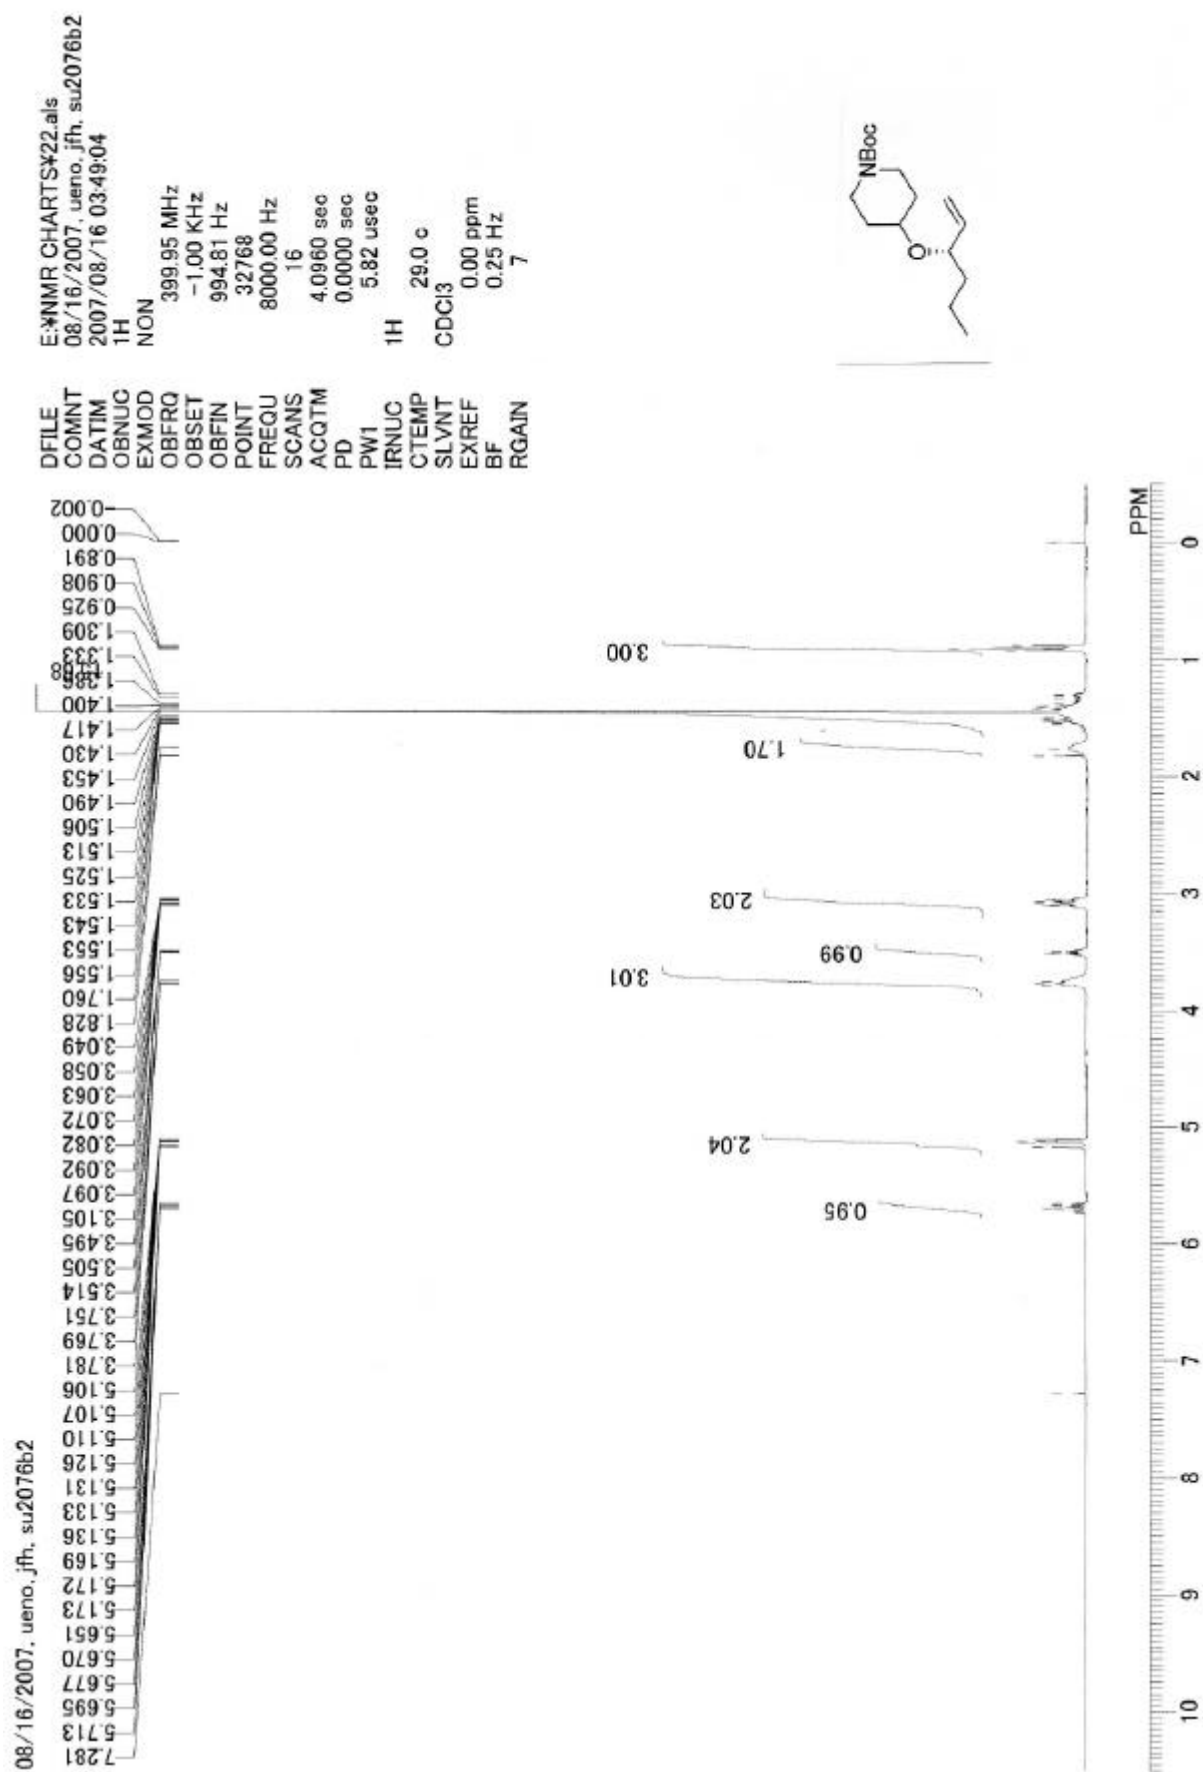 08/16/2007, ueno, jfh, su2076b2
DFILE E:¥NMR CHARTS¥22.als
COMNT 08/16/2007, ueno, jfh, su2076b2
DATIM 2007/08/16 03:49:04
OBNUC 1H
EXMOD NON
OBFRQ 399.95 MHz
OBSET -1.00 KHz
OBFIN 994.81 Hz
POINT 32768
FREQU 8000.00 Hz
SCANS 16
ACQTM 4.0960 sec
PD 0.0000 sec
PW1 5.82 usec
IRNUC 1H
CTEMP 29.0 c
SLVNT CDCl3
EXREF 0.00 ppm
BF 0.25 Hz
RGAIN 7
7.281
5.713
5.695
5.677
5.670
5.651
5.173
5.172
5.169
5.136
5.133
5.131
5.126
5.110
5.107
5.106
3.781
3.769
3.751
3.514
3.505
3.495
3.105
3.097
3.092
3.082
3.072
3.063
3.058
3.049
1.828
1.760
1.556
1.553
1.543
1.533
1.525
1.513
1.506
1.490
1.453
1.430
1.417
1.400
1.386
1.333
1.309
0.925
0.908
0.891
0.000
0.002
0.95
2.04
3.01
0.99
2.03
1.70
3.00
NBoc
O
PPM
10
9
8
7
6
5
4
3
2
1
0